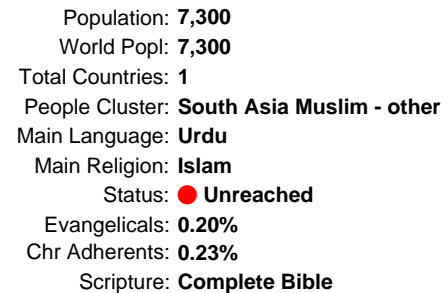 Population: 7,300
World Popl: 7,300
Total Countries: 1
People Cluster: South Asia Muslim - other
Main Language: Urdu
Main Religion: Islam
Status: Unreached
Evangelicals: 0.20%
Chr Adherents: 0.23%
Scripture: Complete Bible